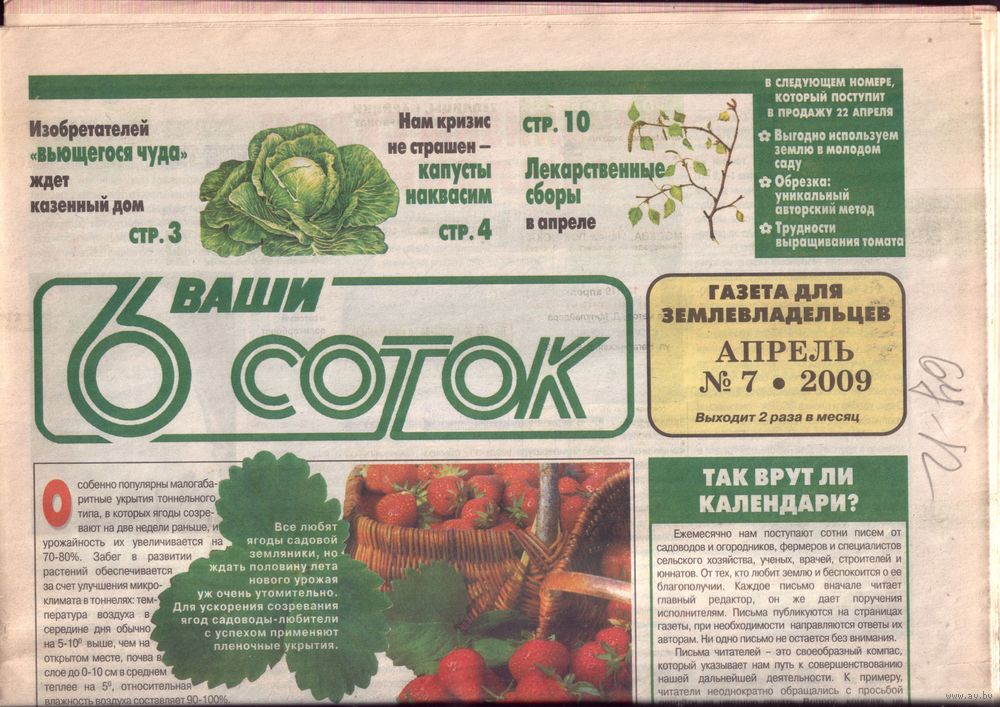 Изобретателей
«вьющегося чуда»
ждет
казенный дом
СТР. 3
Нам кризис
не страшен –
капусты
наквасим
СТР. 4
СТР. 10
Лекарственные
сборы
в апреле
В СЛЕДУЮЩЕМ НОМЕРЕ,
КОТОРЫЙ ПОСТУПИТ
В ПРОДАЖУ 22 АПРЕЛЯ
Выгодно используем
землю в молодом
саду
Обрезка:
уникальный
авторский метод
Трудности
выращивания томата
ВАШИ
6 СОТОК
ГАЗЕТА ДЛЯ
ЗЕМЛЕВЛАДЕЛЬЦЕВ
АПРЕЛЬ
№ 7 • 2009
Выходит 2 раза в месяц
Особенно популярны малогаба-
ритные укрытия тоннельного
типа, в которых ягоды созре-
вают на две недели раньше, и
урожайность их увеличивается на
70-80%. Забег в развитии
растений обеспечивается
за счет улучшения микро-
климата в тоннелях: тем-
пература воздуха в
середине дня обычно
на 5-10⁰ выше, чем на
открытом месте, почва в
слое до 0-10 см в среднем
теплее на 5⁰, относительная
влажность воздуха составляет 90-100%.
Все любят
ягоды садовой
земляники, но
ждать половину лета
нового урожая
уж очень утомительно.
Для ускорения созревания
ягод садоводы-любители
с успехом применяют
пленочные укрытия.
ТАК ВРУТ ЛИ
КАЛЕНДАРИ?
Ежемесячно нам поступают сотни писем от
садоводов и огородников, фермеров и специалистов
сельского хозяйства, ученых, врачей, строителей и
юннатов. От тех, кто любит землю и беспокоится о ее
благополучии. Каждое письмо вначале читает
главный редактор, он же дает поручения
исполнителям. Письма публикуются на страницах
газеты, при необходимости направляются ответы их
авторам. Ни одно письмо не остается без внимания.
Письма читателей – это своеобразный компас,
который указывает нам путь к совершенствованию
нашей дальнейшей деятельности. К примеру,
читатели неоднократно обращались с просьбой
www.ay.by